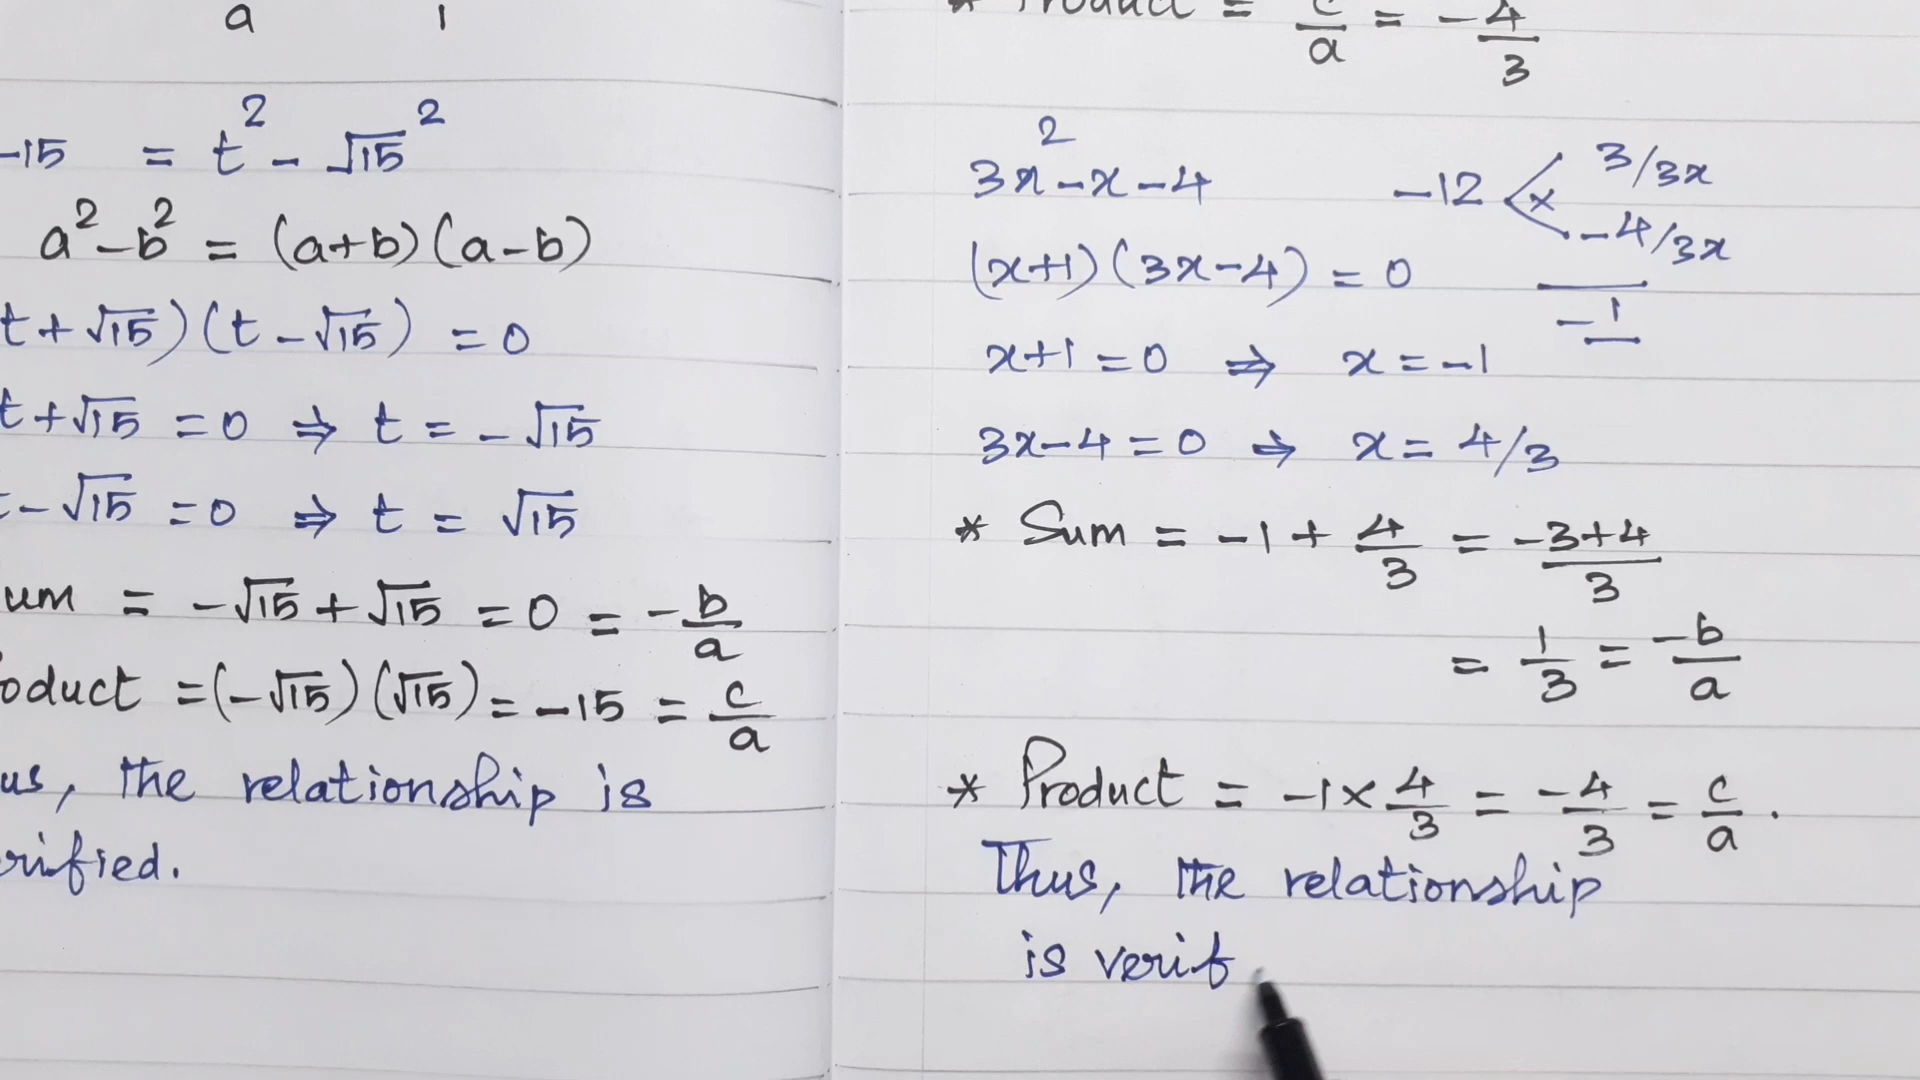 a 1
-15 = t² - √15²
a² - b² = (a+b)(a-b)
t + √15)(t - √15) = 0
t + √15 = 0 ⇒ t = -√15
t - √15 = 0 ⇒ t = √15
um = -√15 + √15 = 0 = -b/a
oduct = (-√15)(√15) = -15 = c/a
us, the relationship is
rified.
* Product = c/a = -4/3
3x² - x - 4
-12 < x 3/3x
-4/3x
-1
(x+1)(3x-4) = 0
x+1 = 0 ⇒ x = -1
3x-4 = 0 ⇒ x = 4/3
* Sum = -1 + 4/3 = -3+4/3
= 1/3 = -b/a
* Product = -1 × 4/3 = -4/3 = c/a.
Thus, the relationship
is verif